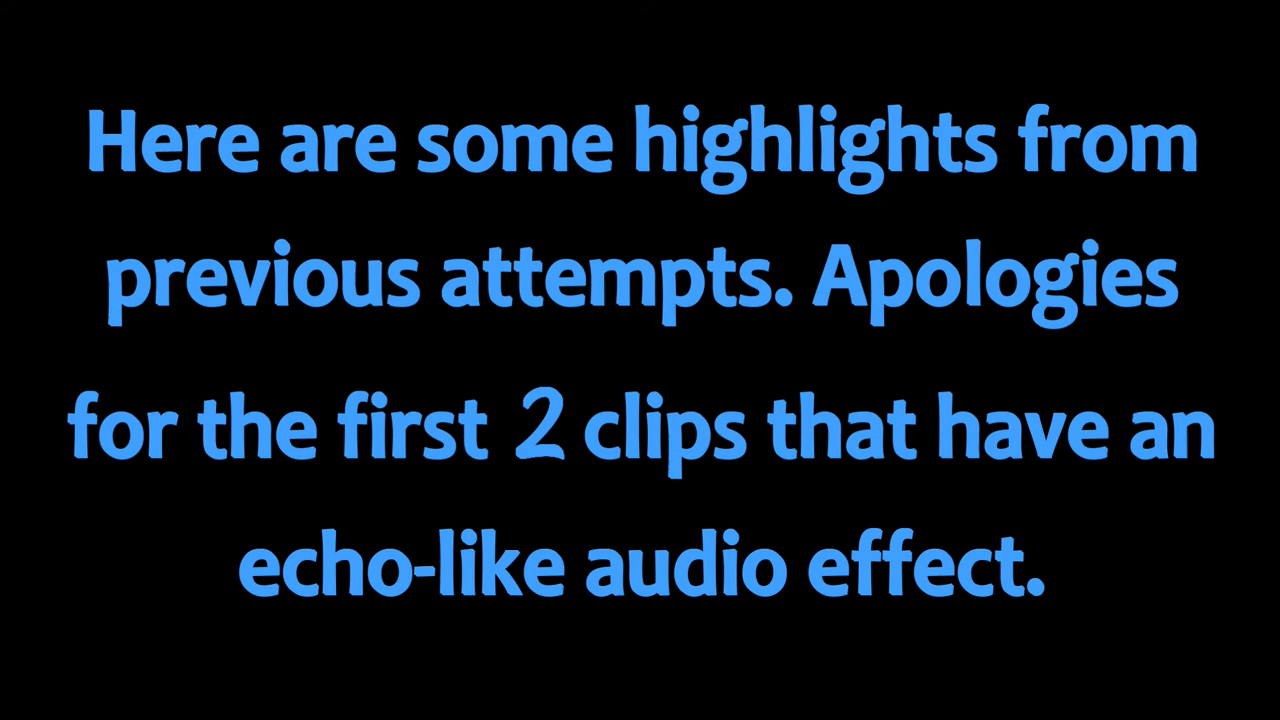 Here are some highlights from
previous attempts. Apologies
for the first 2 clips that have an
echo-like audio effect.